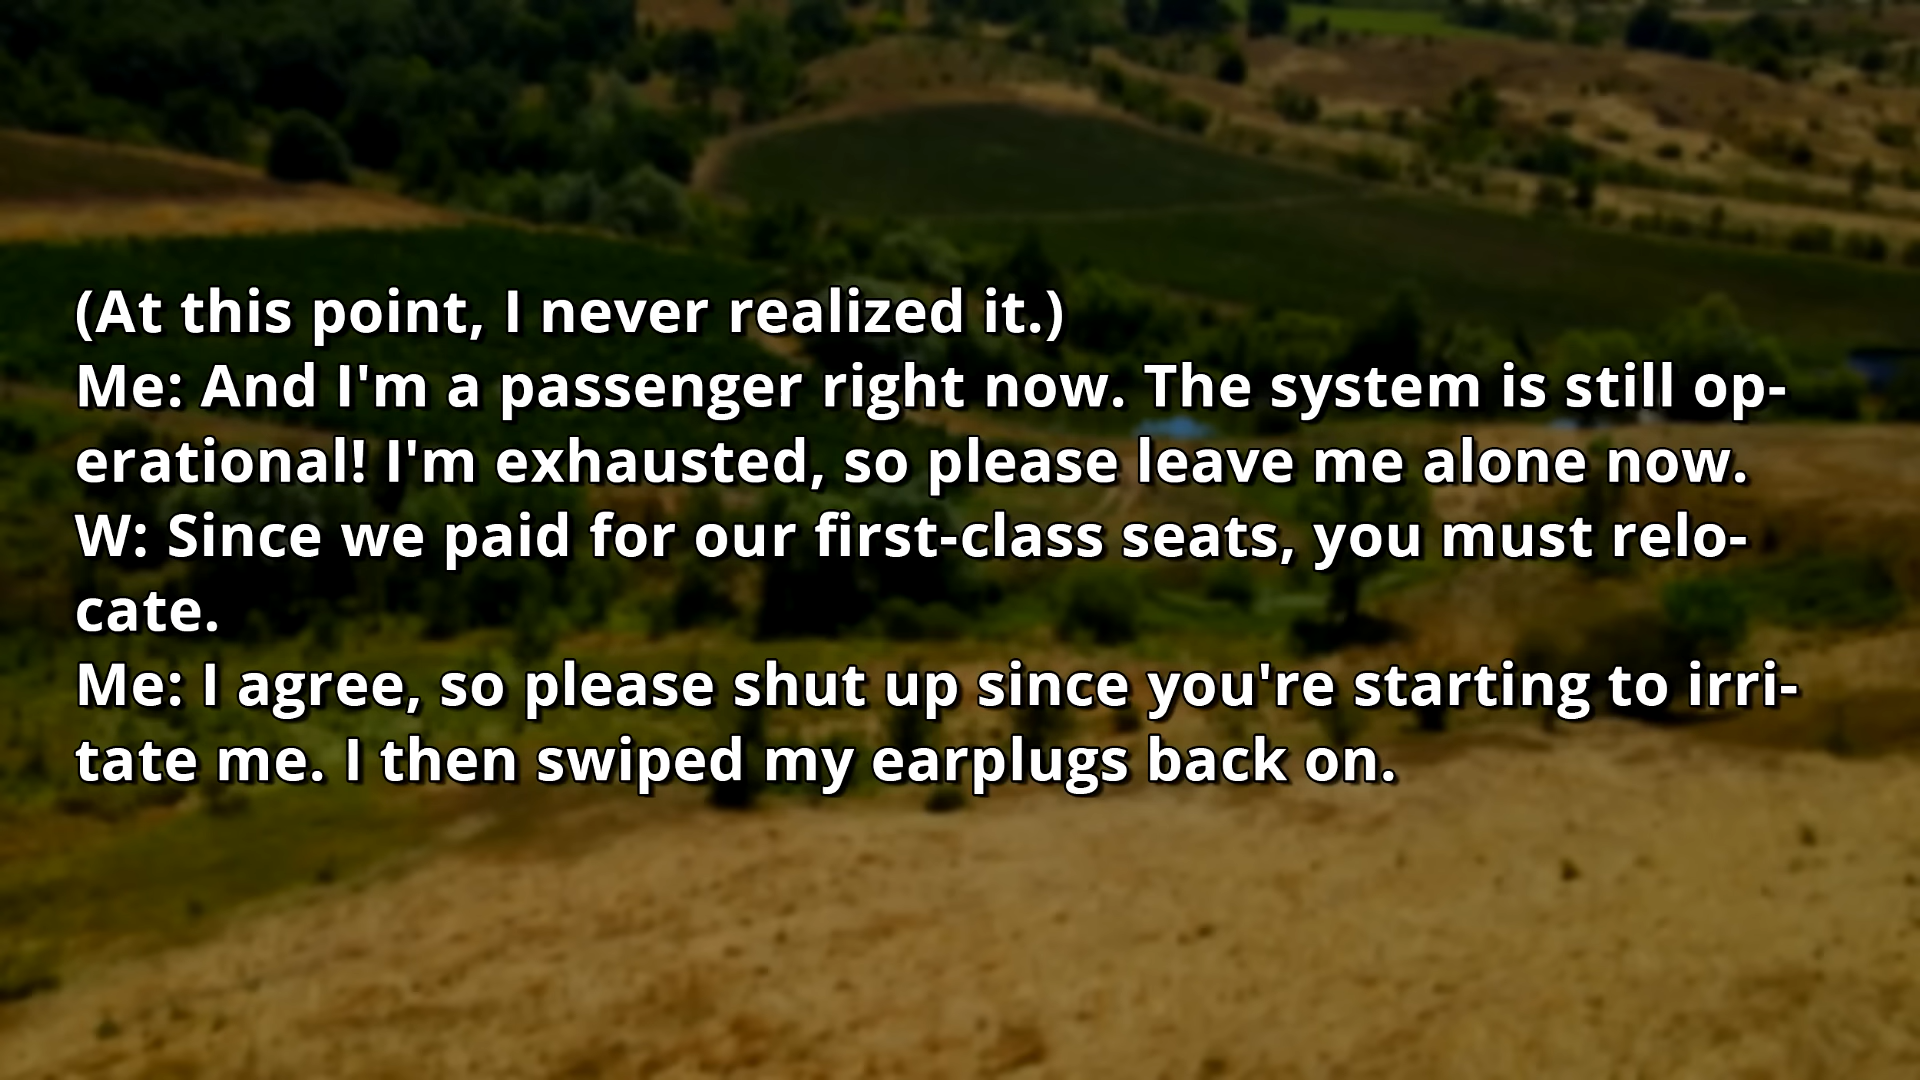 (At this point, I never realized it.)
Me: And I'm a passenger right now. The system is still op-
erational! I'm exhausted, so please leave me alone now.
W: Since we paid for our first-class seats, you must relo-
cate.
Me: I agree, so please shut up since you're starting to irri-
tate me. I then swiped my earplugs back on.